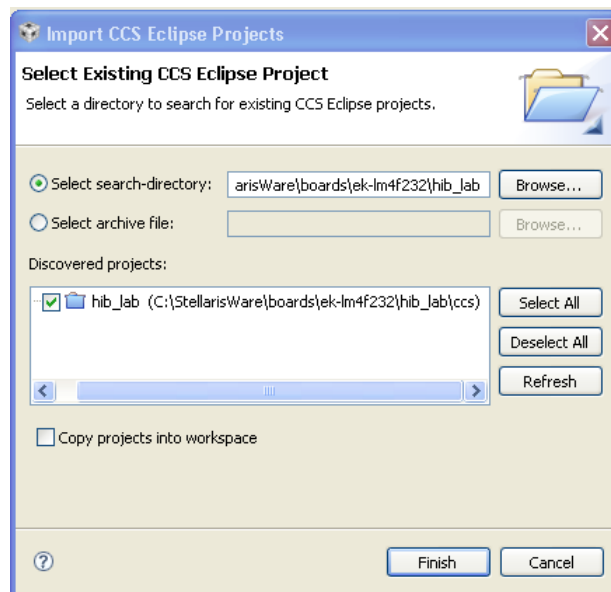 Import CCS Eclipse Projects
Select Existing CCS Eclipse Project
Select a directory to search for existing CCS Eclipse projects.
Select search-directory: arisWare\boards\ek-lm4f232\hib_lab Browse...
Select archive file: Browse...
Discovered projects:
hib_lab (C:\StellarisWare\boards\ek-lm4f232\hib_lab\ccs) Select All
Deselect All
Refresh
Copy projects into workspace
? Finish Cancel